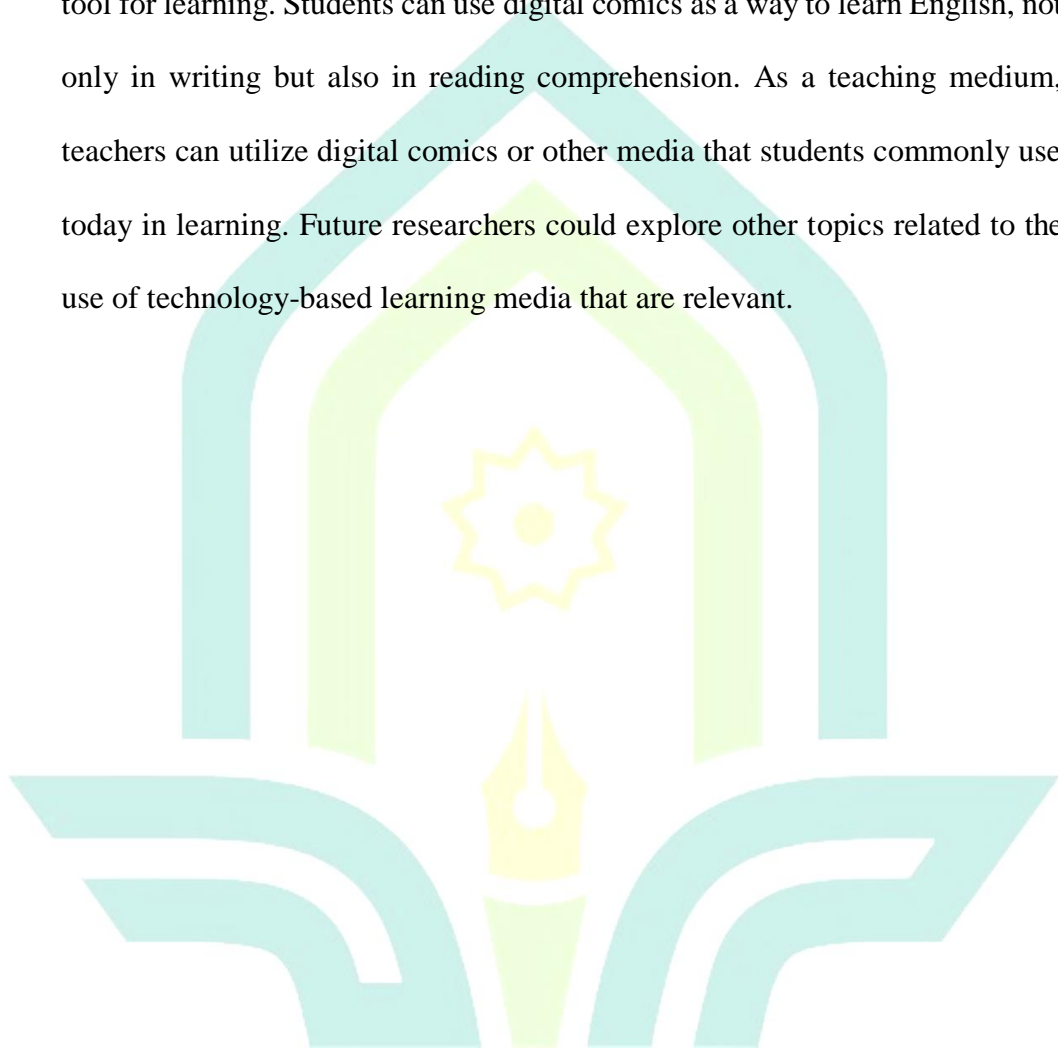 tool for learning. Students can use digital comics as a way to learn English, not
only in writing but also in reading comprehension. As a teaching medium,
teachers can utilize digital comics or other media that students commonly use
today in learning. Future researchers could explore other topics related to the
use of technology-based learning media that are relevant.